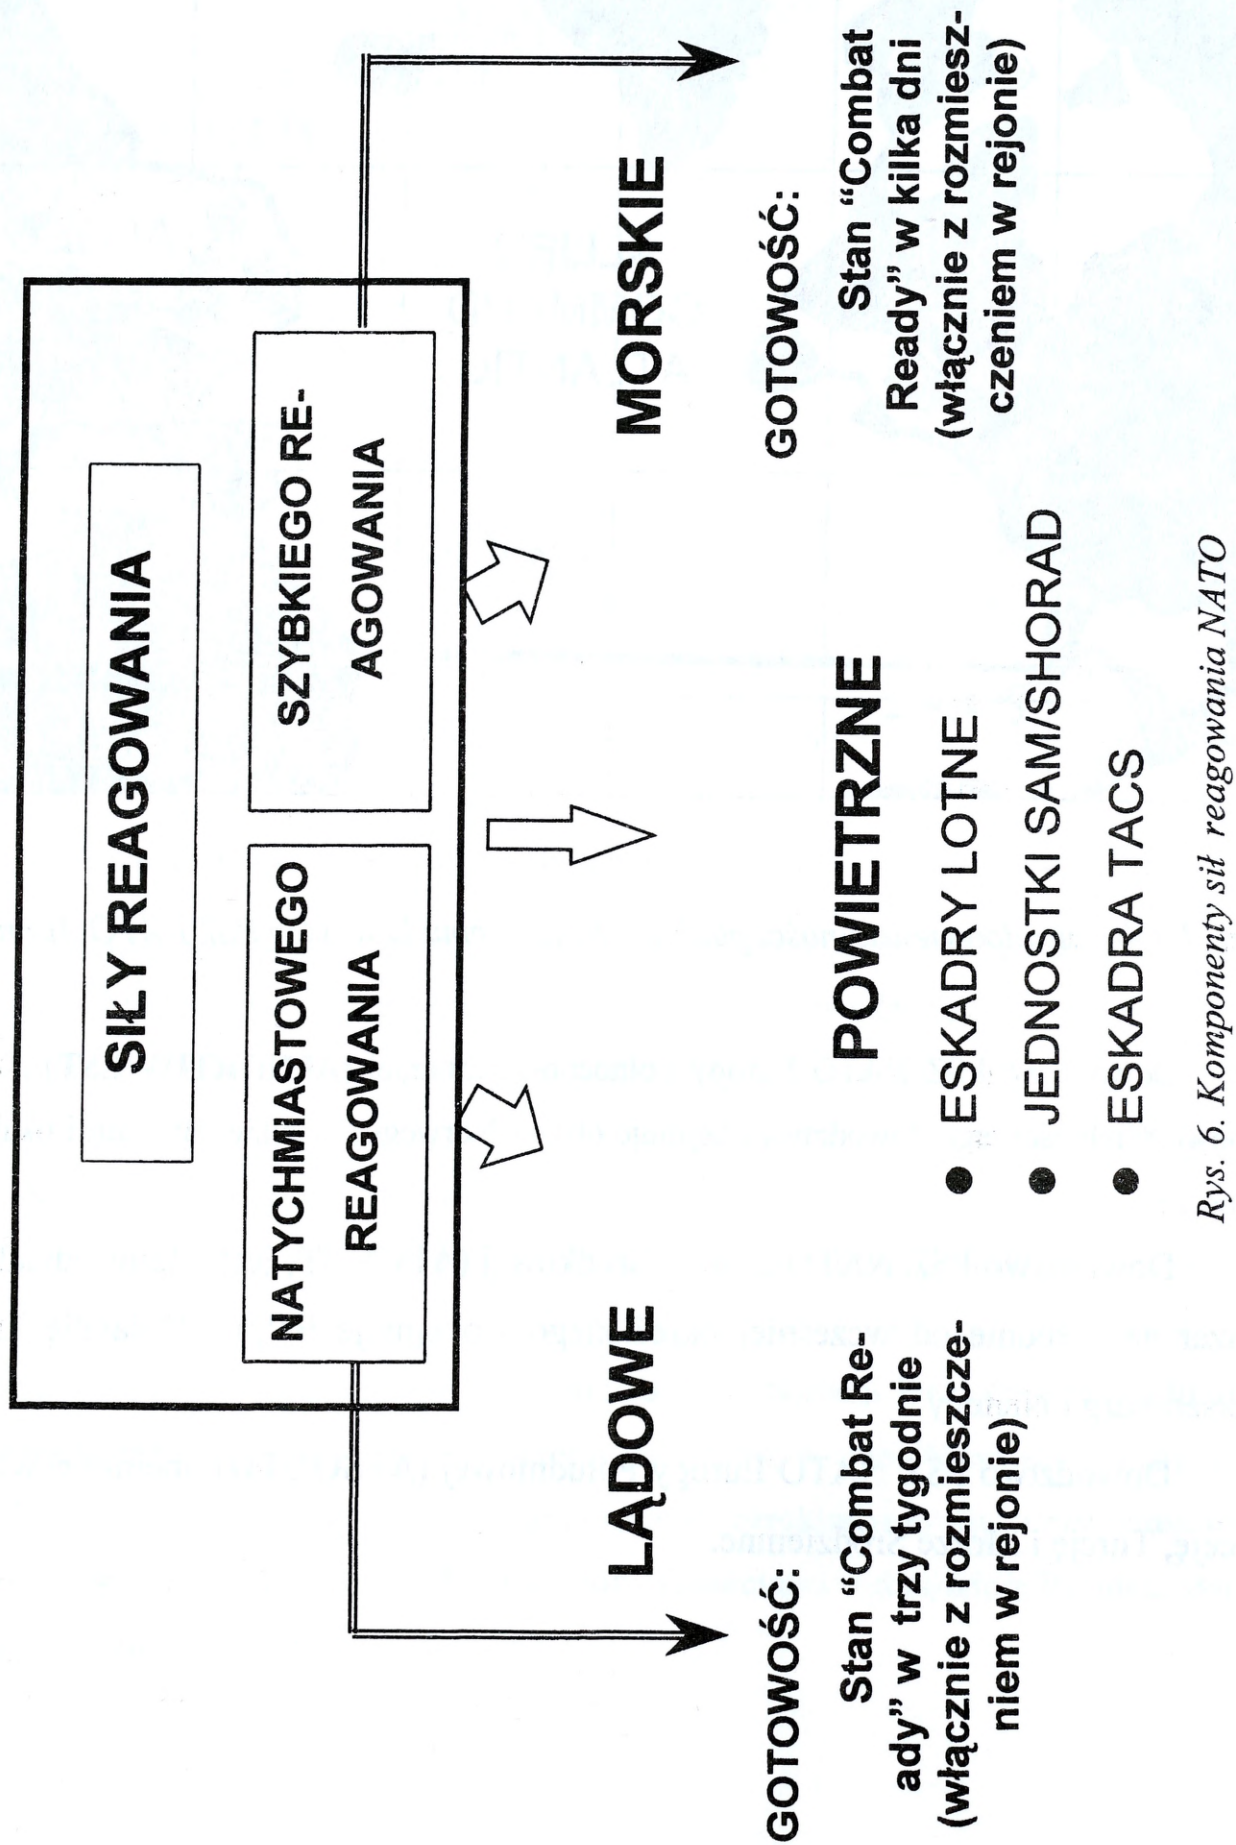 SIŁY REAGOWANIA
NATYCHMIASTOWEGO
REAGOWANIA
SZYBKIEGO RE-
AGOWANIA
LĄDOWE
MORSKIE
GOTOWOŚĆ:
Stan “Combat Re-
ady” w trzy tygodnie
(włącznie z rozmieszcze-
niem w rejonie)
POWIETRZNE
● ESKADRY LOTNE
● JEDNOSTKI SAM/SHORAD
● ESKADRA TACS
GOTOWOŚĆ:
Stan “Combat
Ready” w kilka dni
(włącznie z rozmiesz-
czeniem w rejonie)
Rys. 6. Komponenty sił reagowania NATO